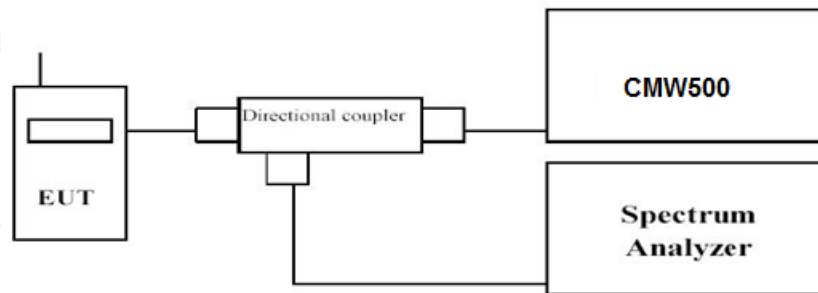 EUT
Directional coupler
CMW500
Spectrum
Analyzer